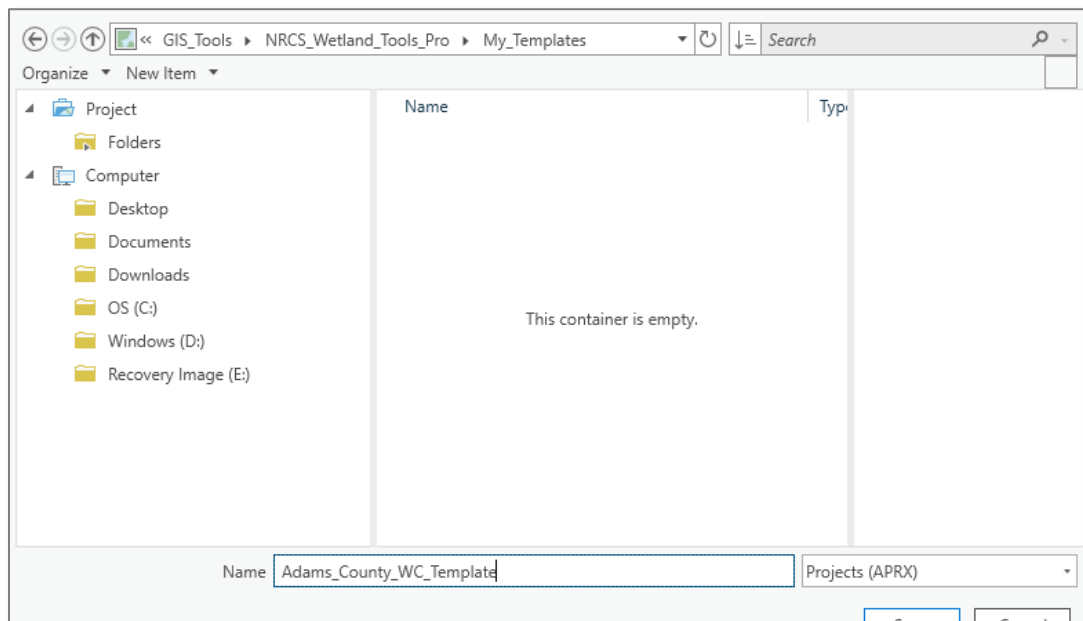 « GIS_Tools NRCS_Wetland_Tools_Pro My_Templates Search
Organize New Item
Project
Folders
Computer
Desktop
Documents
Downloads
OS (C:)
Windows (D:)
Recovery Image (E:)
Name Type
This container is empty.
Name Adams_County_WC_Template Projects (APRX)